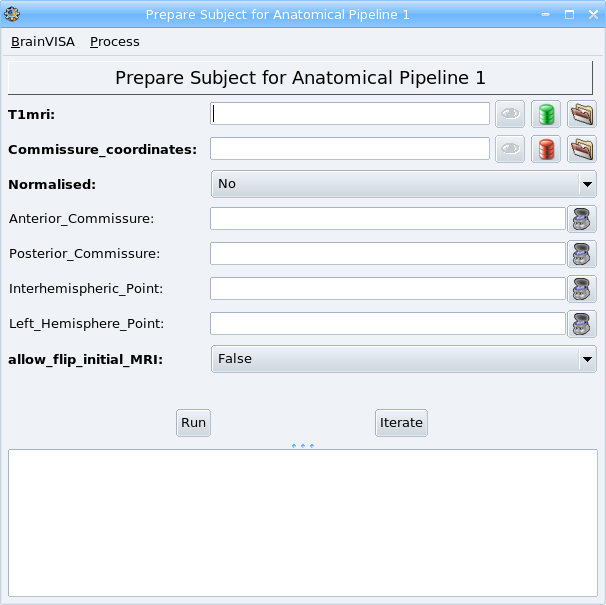 Prepare Subject for Anatomical Pipeline 1
BrainVISA Process
Prepare Subject for Anatomical Pipeline 1
T1mri:
Commissure_coordinates:
Normalised: No
Anterior_Commissure:
Posterior_Commissure:
Interhemispheric_Point:
Left_Hemisphere_Point:
allow_flip_initial_MRI: False
Run Iterate